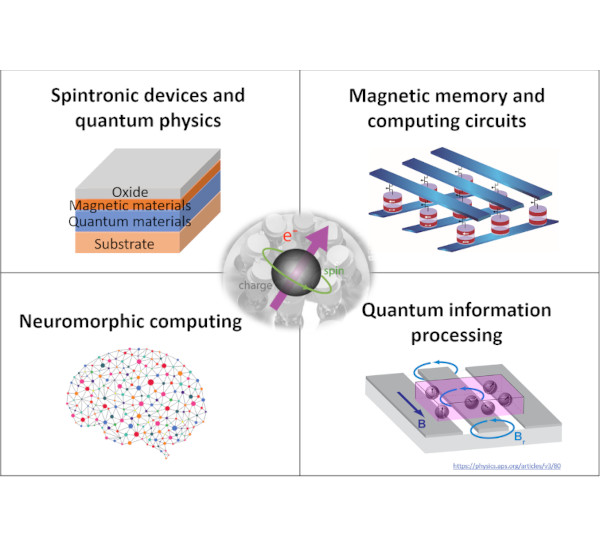 Spintronic devices and
quantum physics
Oxide
Magnetic materials
Quantum materials
Substrate
Magnetic memory and
computing circuits
e-
charge
spin
Neuromorphic computing
Quantum information
processing
B
Br
https://physics.aps.org/articles/v3/80